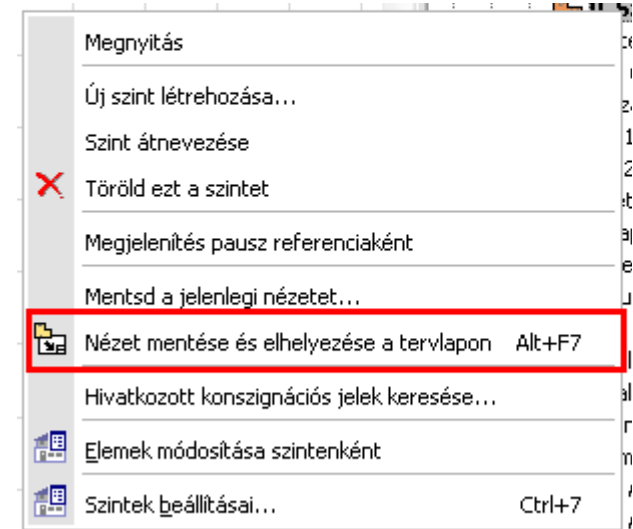 Megnyitás
Új szint létrehozása...
Szint átnevezése
Töröld ezt a szintet
Megjelenítés pausz referenciaként
Mentsd a jelenlegi nézetet...
Nézet mentése és elhelyezése a tervlapon Alt+F7
Hivatkozott konszignációs jelek keresése...
Elemek módosítása szintenként
Szintek beállításai... Ctrl+7